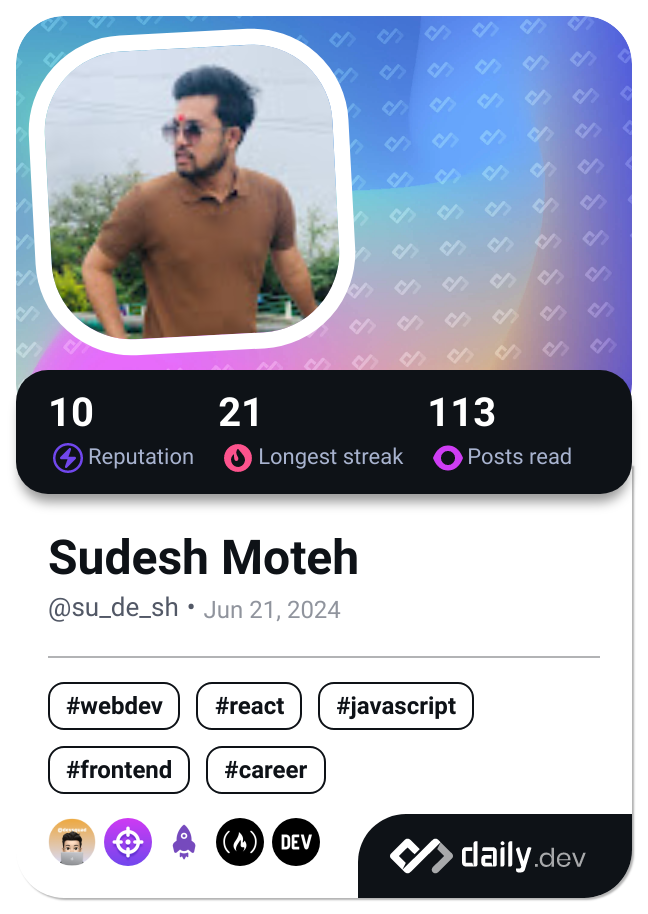 10 21 113
Reputation Longest streak Posts read
Sudesh Moteh
@su_de_sh • Jun 21, 2024
#webdev #react #javascript
#frontend #career
DEV daily.dev